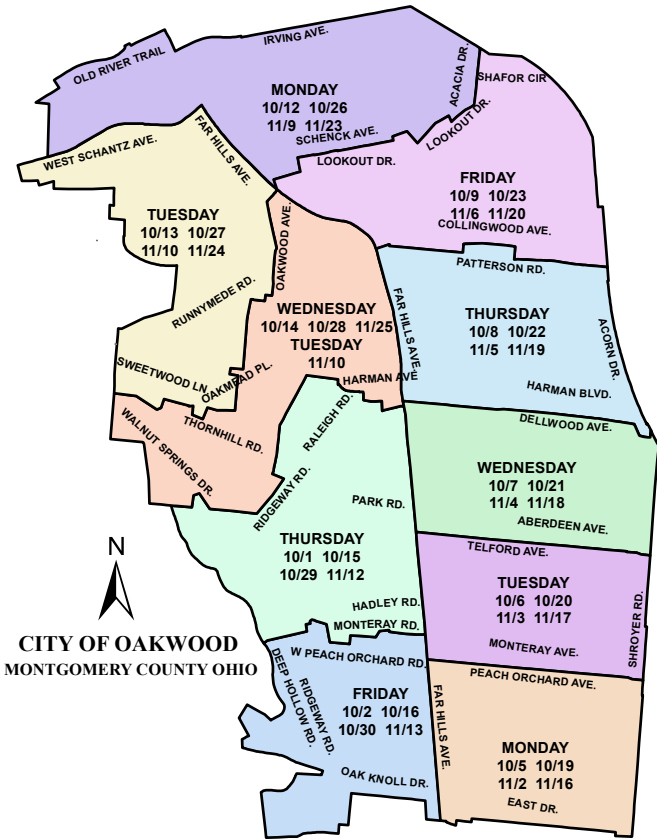 IRVING AVE.
OLD RIVER TRAIL
ACACIA DR.
SHAFOR CIR
MONDAY
10/12 10/26
11/9 11/23
SCHENCK AVE.
LOOKOUT DR.
LOOKOUT DR.
WEST SCHANTZ AVE.
FAR HILLS AVE.
FRIDAY
10/9 10/23
11/6 11/20
COLLINGWOOD AVE.
TUESDAY
10/13 10/27
11/10 11/24
OAKWOOD AVE.
RUNNYMEDE RD.
PATTERSON RD.
WEDNESDAY
10/14 10/28 11/25
TUESDAY
11/10
FAR HILLS AVE.
THURSDAY
10/8 10/22
11/5 11/19
ACORN DR.
SWEETWOOD LN.
OAKMEAD PL.
HARMAN AVE
HARMAN BLVD.
WALNUT SPRINGS DR.
THORNHILL RD.
RALEIGH RD.
DELLWOOD AVE.
WEDNESDAY
10/7 10/21
11/4 11/18
ABERDEEN AVE.
RIDGEWAY RD.
PARK RD.
THURSDAY
10/1 10/15
10/29 11/12
HADLEY RD.
MONTERAY RD.
TELFORD AVE.
TUESDAY
10/6 10/20
11/3 11/17
MONTERAY AVE.
SHROYER RD.
N
CITY OF OAKWOOD
MONTGOMERY COUNTY OHIO
W PEACH ORCHARD RD.
DEEP HOLLOW RD.
RIDGEWAY RD.
FRIDAY
10/2 10/16
10/30 11/13
OAK KNOLL DR.
FAR HILLS AVE.
PEACH ORCHARD AVE.
MONDAY
10/5 10/19
11/2 11/16
EAST DR.